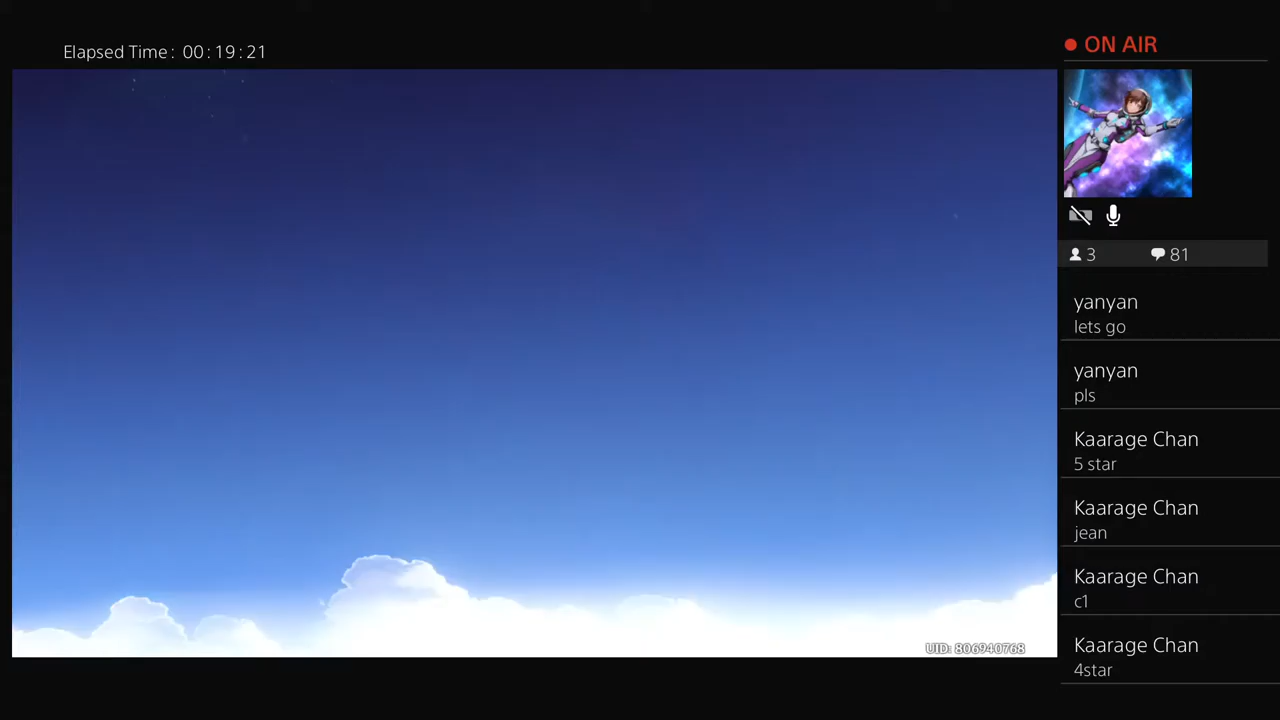 Elapsed Time: 00:19:21
ON AIR
3 81
yanyan
lets go
yanyan
pls
Kaarage Chan
5 star
Kaarage Chan
jean
Kaarage Chan
c1
Kaarage Chan
4star
UID: 806940768